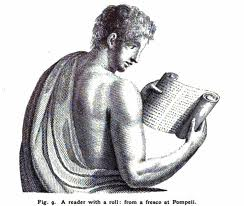 Fig. 9. A reader with a roll: from a fresco at Pompeii.